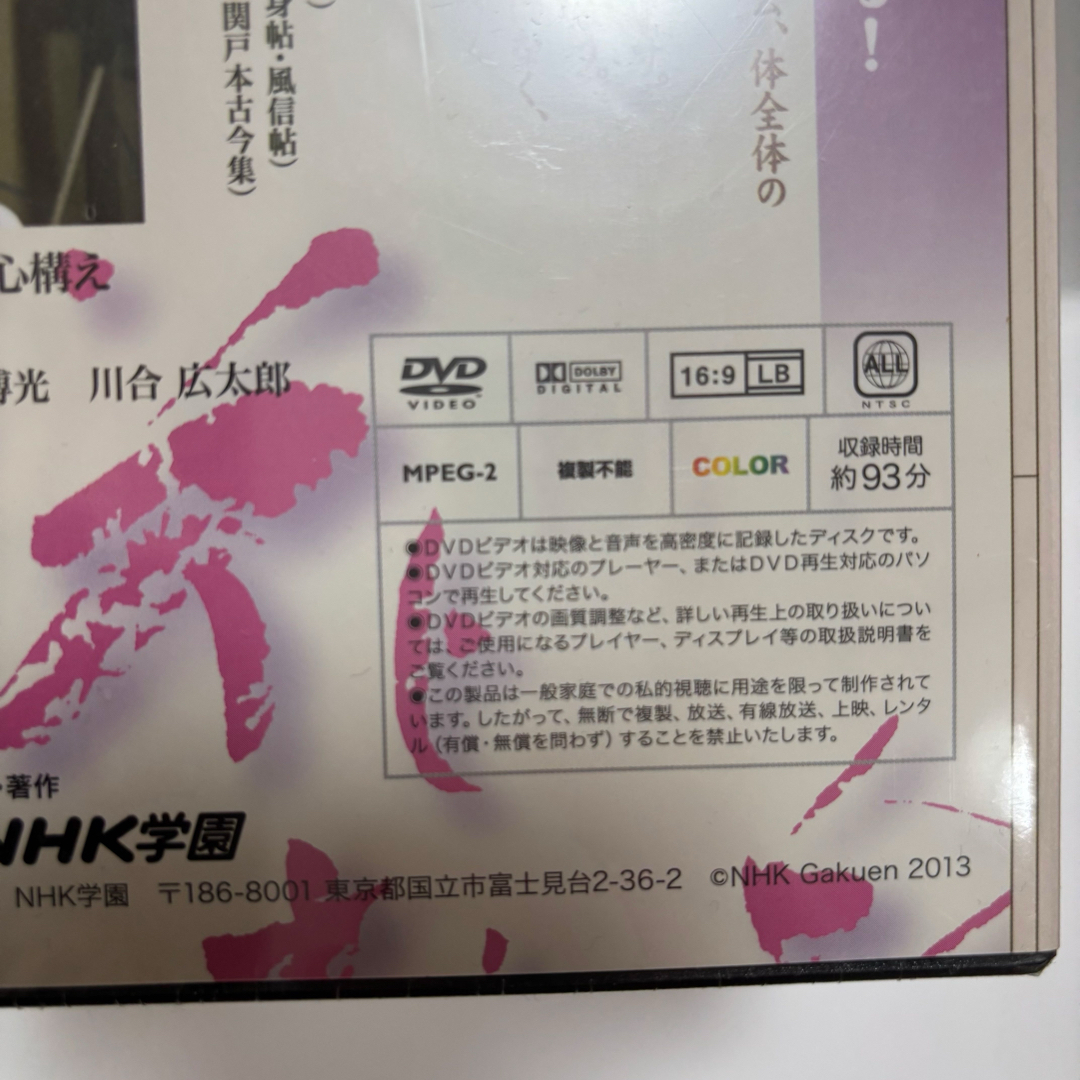 ！
体全体の
身帖・風信帖）
関戸本古今集）
心構え
博光 川合 広太郎
DVD
VIDEO
DOLBY
DIGITAL
16:9 LB
ALL
NTSC
MPEG-2
複製不能
COLOR
収録時間
約93分
◉DVDビデオは映像と音声を高密度に記録したディスクです。
◉DVDビデオ対応のプレーヤー、またはDVD再生対応のパソ
コンで再生してください。
◉DVDビデオの画質調整など、詳しい再生上の取り扱いについ
ては、ご使用になるプレイヤー、ディスプレイ等の取扱説明書を
ご覧ください。
◉この製品は一般家庭での私的視聴に用途を限って制作されて
います。したがって、無断で複製、放送、有線放送、上映、レンタ
ル（有償・無償を問わず）することを禁止いたします。
・著作
NHK学園
NHK学園 〒186-8001 東京都国立市富士見台2-36-2 ©NHK Gakuen 2013